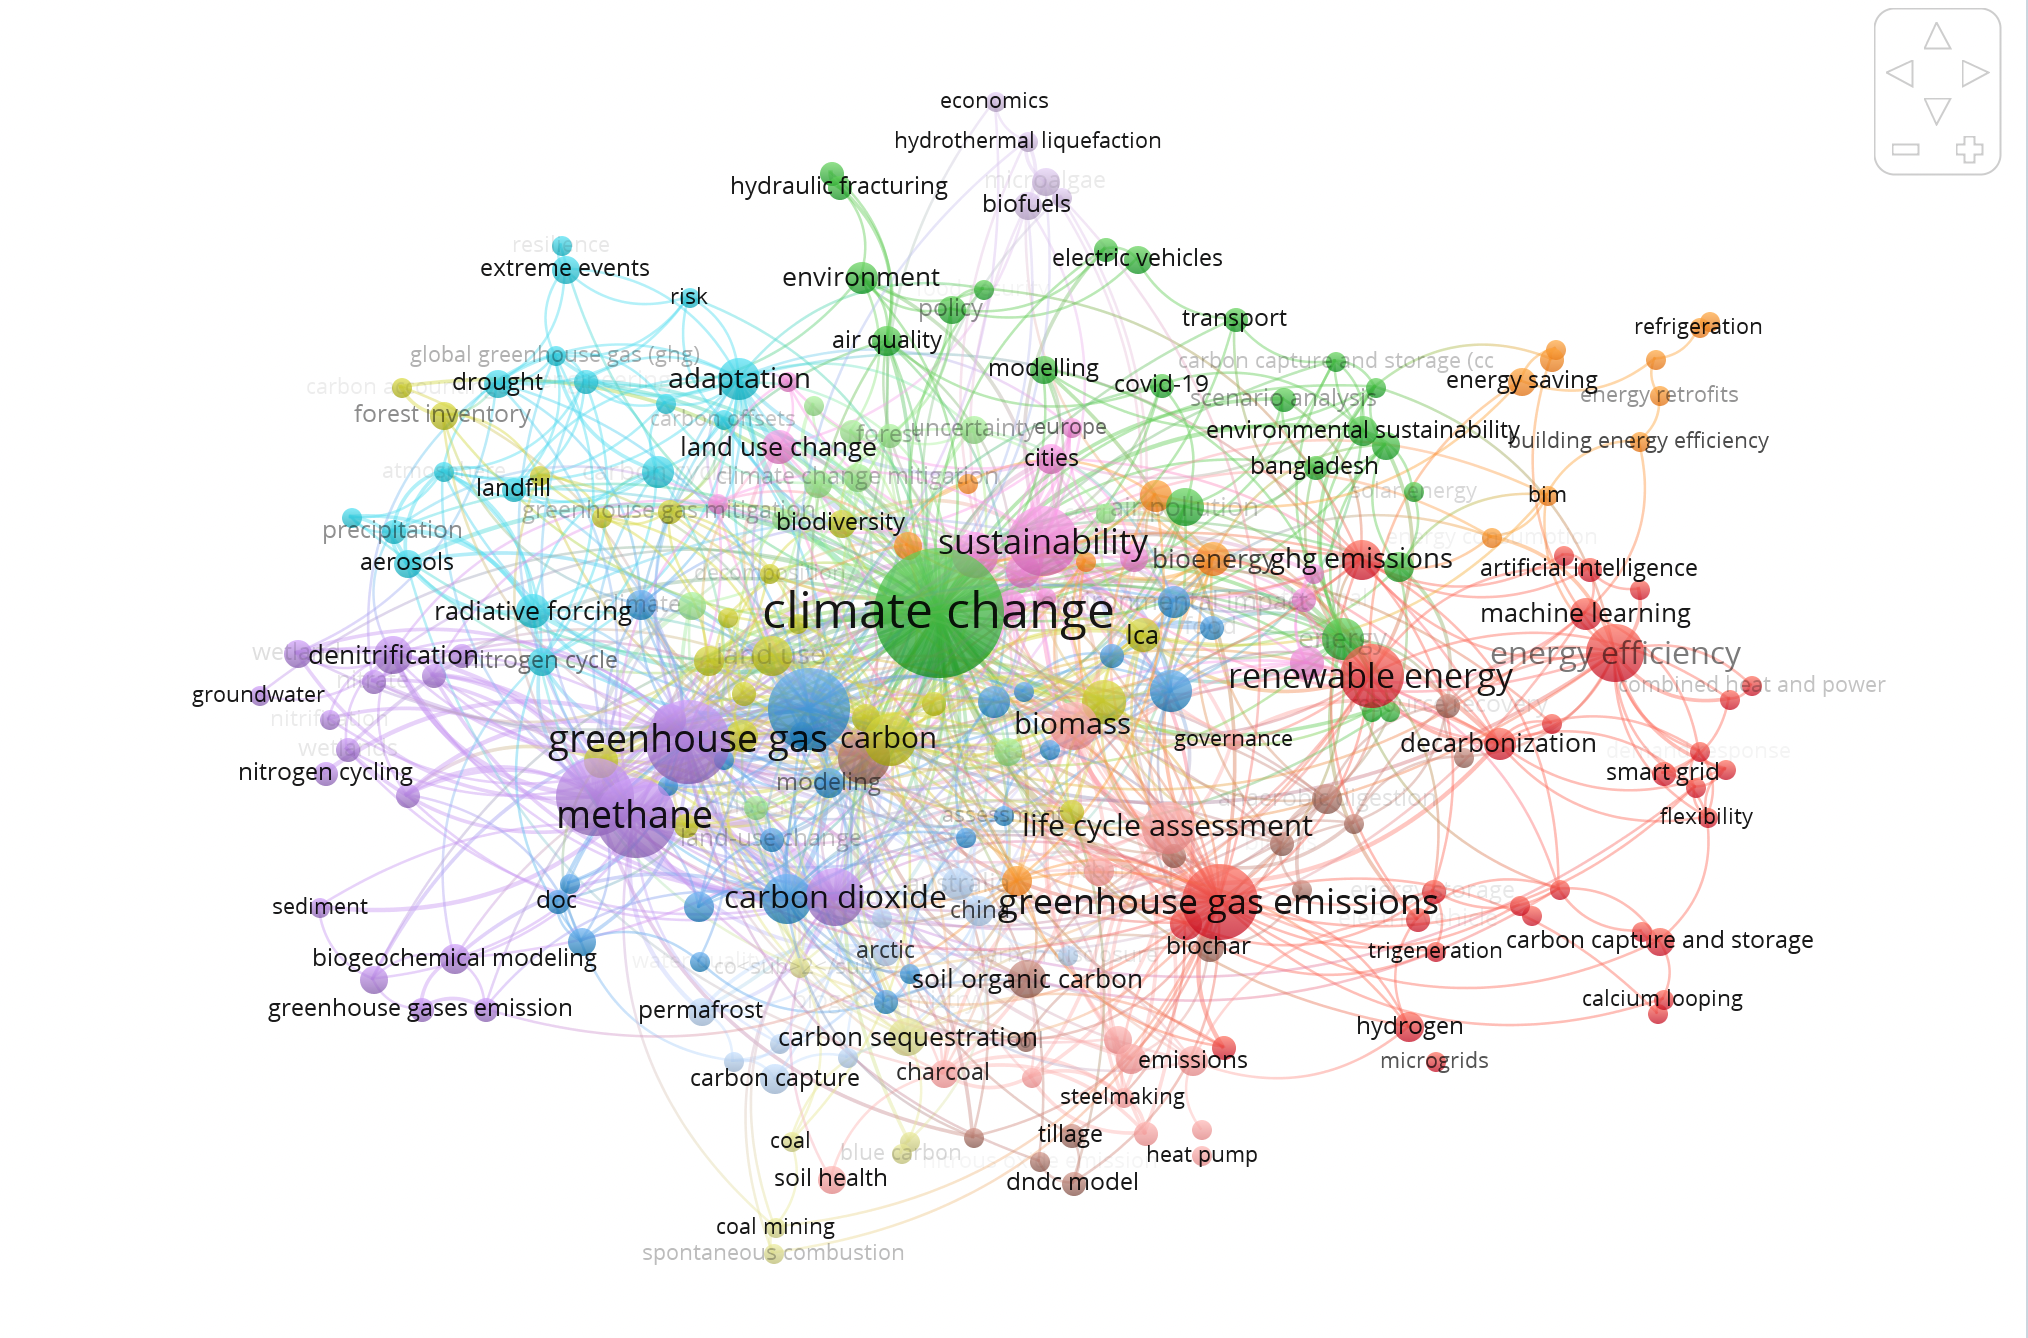 economics
hydrothermal liquefaction
microalgae
hydraulic fracturing
biofuels
resilience
electric vehicles
extreme events
environment
risk
policy
transport
refrigeration
air quality
global greenhouse gas (ghg)
carbon capture and storage (cc
modelling
adaptation
drought
covid-19
energy saving
energy retrofits
scenario analysis
forest inventory
carbon offsets
forest
uncertainty
europe
environmental sustainability
building energy efficiency
land use change
cities
bangladesh
atmosphere
climate change mitigation
landfill
solar energy
bim
greenhouse gas mitigation
air pollution
biodiversity
precipitation
energy consumption
sustainability
aerosols
bioenergy
ghg emissions
artificial intelligence
decomposition
climate
climate change
environmental impact
radiative forcing
machine learning
lca
energy
denitrification
land use
energy efficiency
nitrogen cycle
renewable energy
combined heat and power
groundwater
nitrification
biomass
wetlands
greenhouse gas
carbon
governance
decarbonization
demand response
nitrogen cycling
modeling
smart grid
anaerobic digestion
methane
assessment
flexibility
life cycle assessment
land-use change
australia
energy storage
carbon dioxide
doc
sediment
china
greenhouse gas emissions
arctic
biochar
trigeneration
carbon capture and storage
biogeochemical modeling
water quality
soil organic carbon
calcium looping
greenhouse gases emission
permafrost
hydrogen
carbon sequestration
emissions
microgrids
carbon capture
charcoal
steelmaking
coal
tillage
blue carbon
heat pump
nitrous oxide emission
soil health
dndc model
coal mining
spontaneous combustion